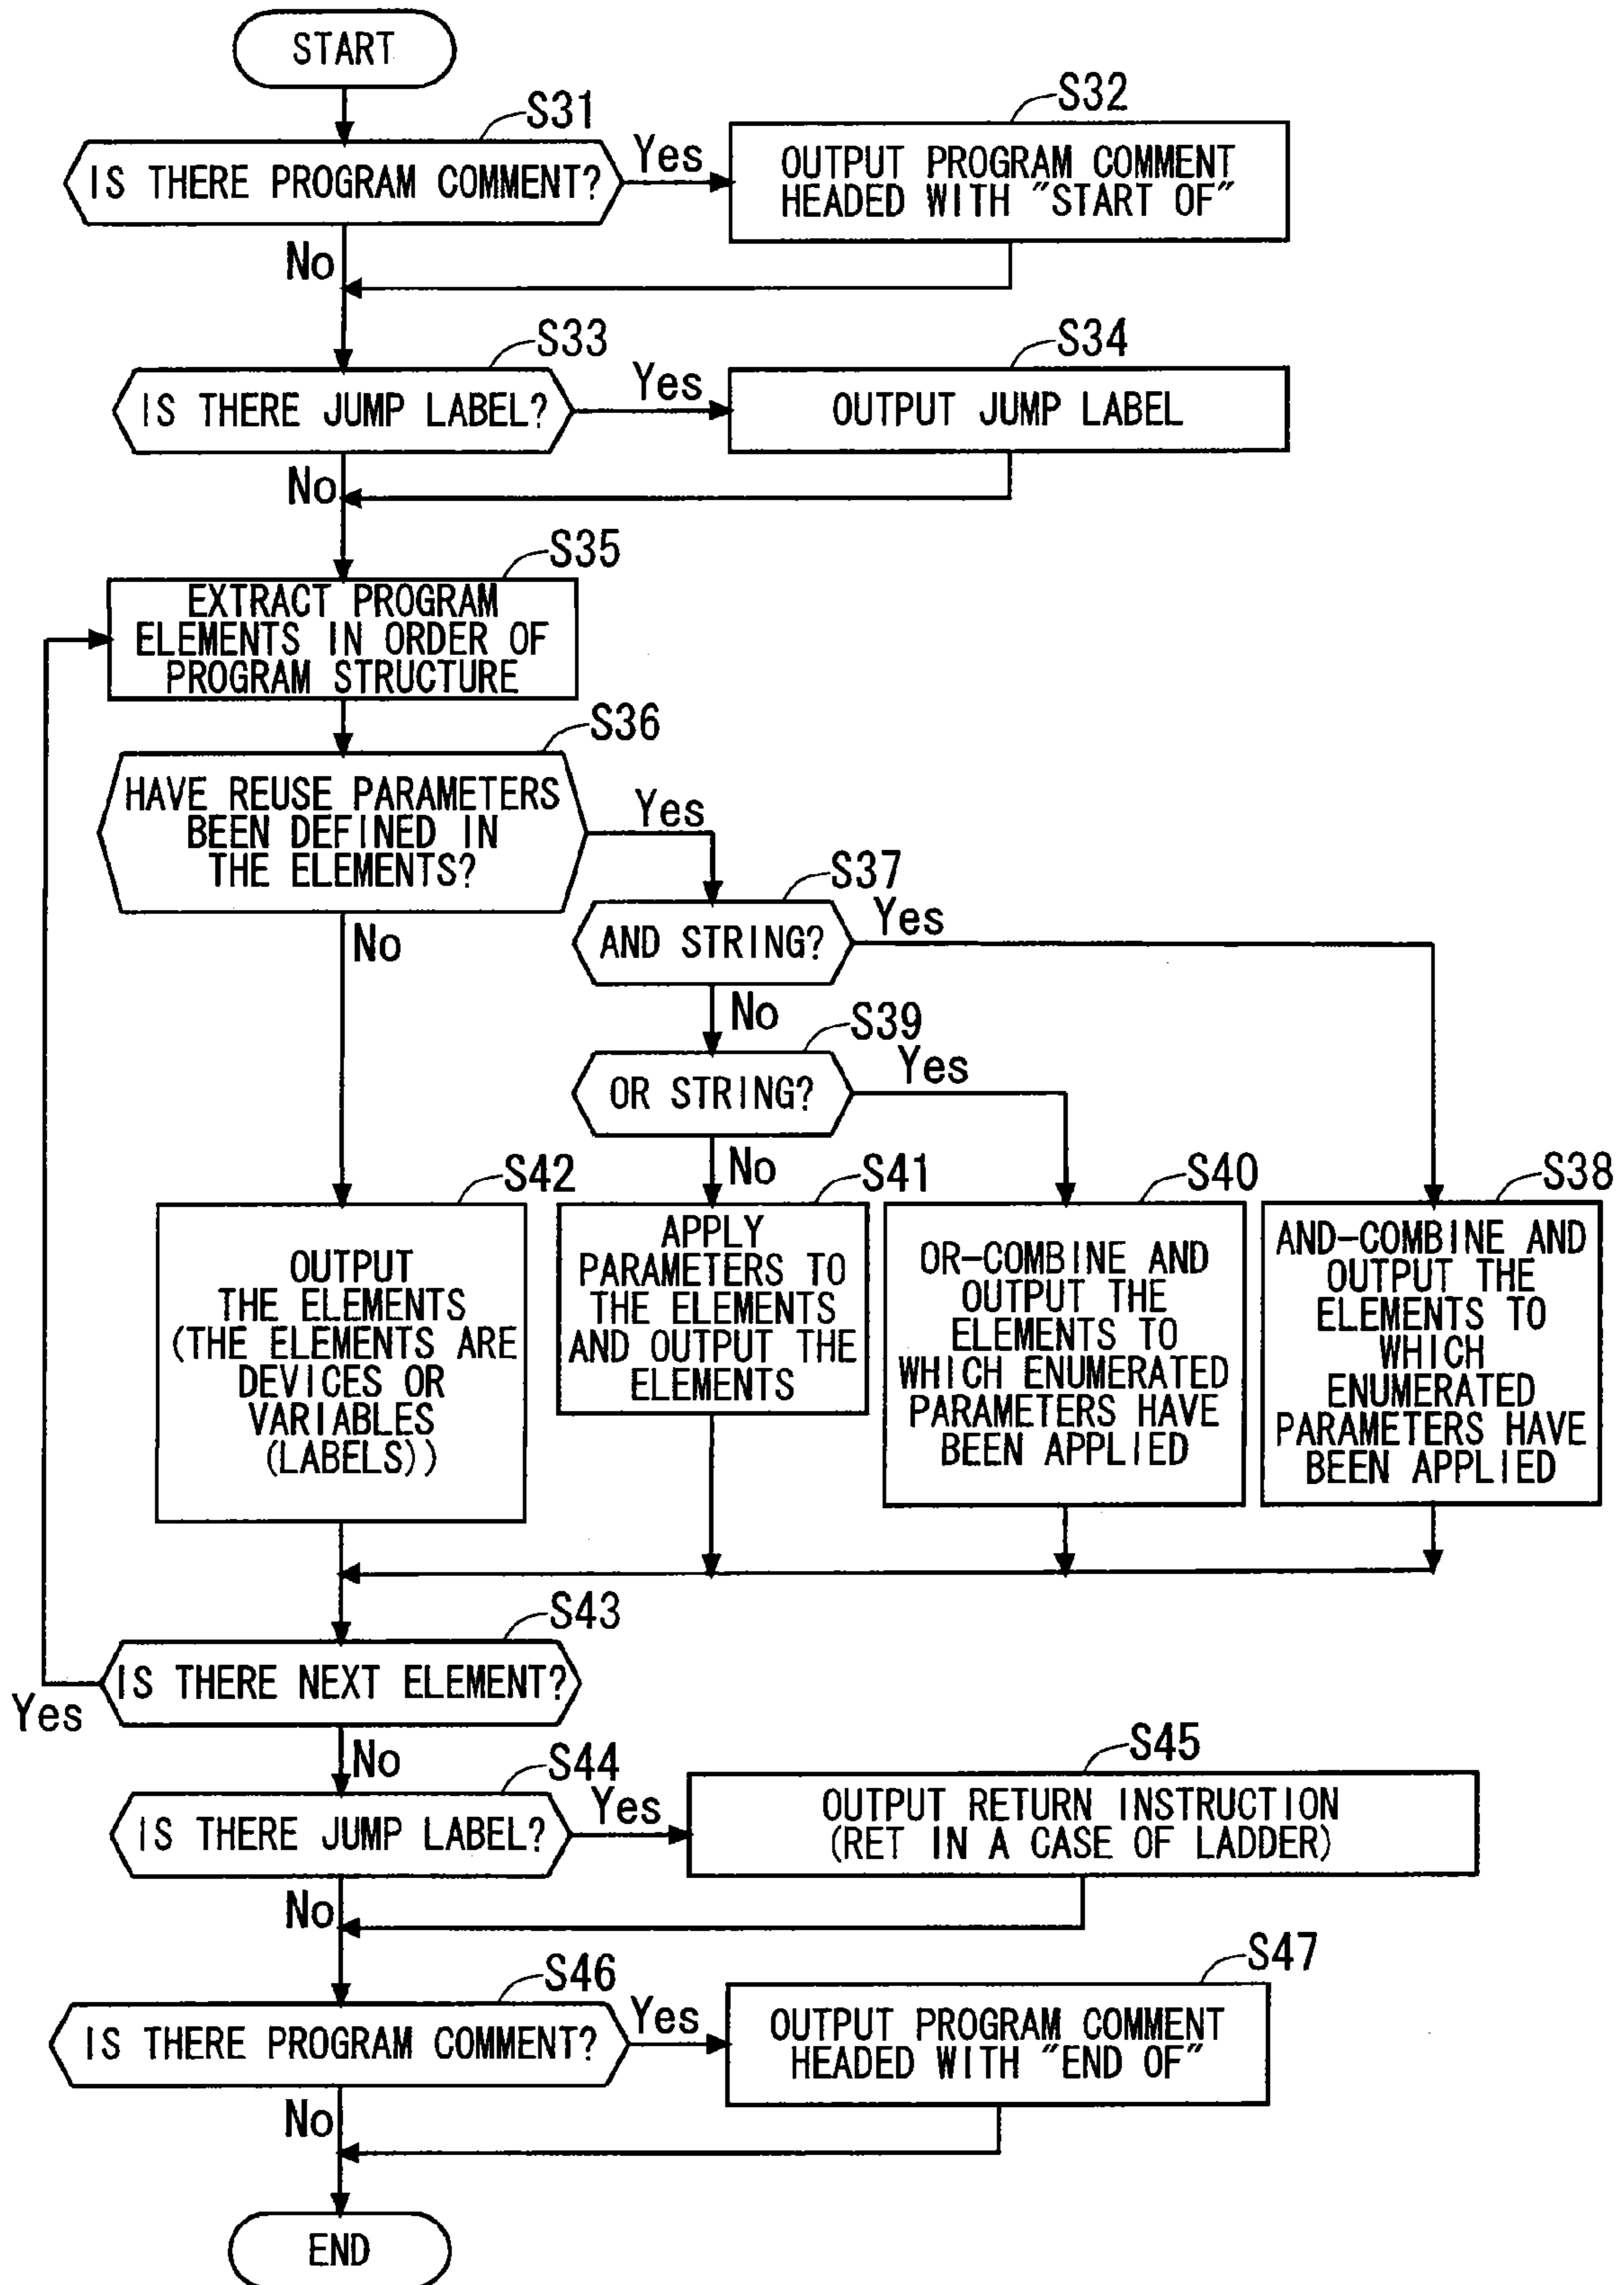 START
S31
IS THERE PROGRAM COMMENT?
Yes
S32
OUTPUT PROGRAM COMMENT
HEADED WITH "START OF"
No
S33
IS THERE JUMP LABEL?
Yes
S34
OUTPUT JUMP LABEL
No
S35
EXTRACT PROGRAM
ELEMENTS IN ORDER OF
PROGRAM STRUCTURE
S36
HAVE REUSE PARAMETERS
BEEN DEFINED IN
THE ELEMENTS?
Yes
No
S37
AND STRING?
Yes
No
S39
OR STRING?
Yes
No
S42
OUTPUT
THE ELEMENTS
(THE ELEMENTS ARE
DEVICES OR
VARIABLES
(LABELS))
S41
APPLY
PARAMETERS TO
THE ELEMENTS
AND OUTPUT THE
ELEMENTS
S40
OR-COMBINE AND
OUTPUT THE
ELEMENTS TO
WHICH ENUMERATED
PARAMETERS HAVE
BEEN APPLIED
S38
AND-COMBINE AND
OUTPUT THE
ELEMENTS TO
WHICH
ENUMERATED
PARAMETERS HAVE
BEEN APPLIED
S43
IS THERE NEXT ELEMENT?
Yes
No
S44
IS THERE JUMP LABEL?
Yes
S45
OUTPUT RETURN INSTRUCTION
(RET IN A CASE OF LADDER)
No
S46
IS THERE PROGRAM COMMENT?
Yes
S47
OUTPUT PROGRAM COMMENT
HEADED WITH "END OF"
No
END